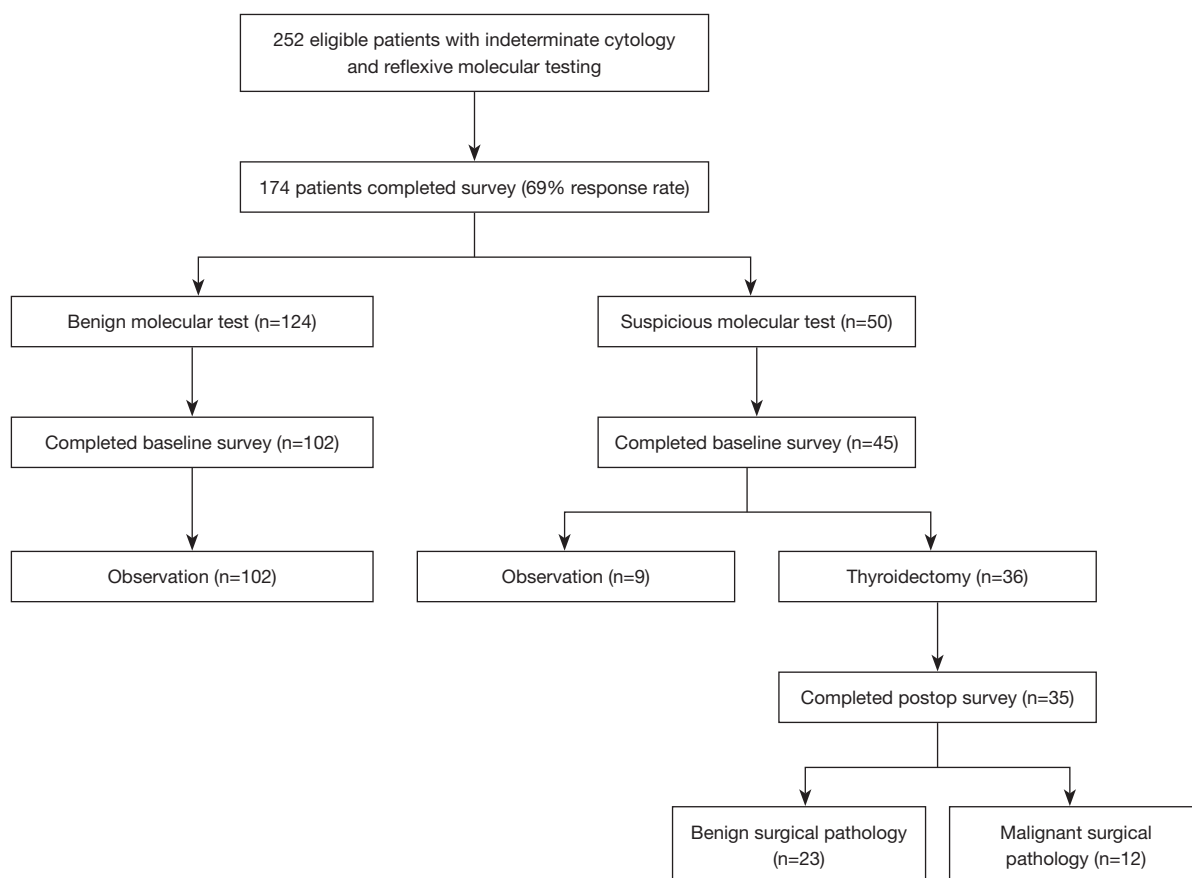 252 eligible patients with indeterminate cytology
and reflexive molecular testing
174 patients completed survey (69% response rate)
Benign molecular test (n=124)
Suspicious molecular test (n=50)
Completed baseline survey (n=102)
Completed baseline survey (n=45)
Observation (n=102)
Observation (n=9)
Thyroidectomy (n=36)
Completed postop survey (n=35)
Benign surgical pathology
(n=23)
Malignant surgical
pathology (n=12)